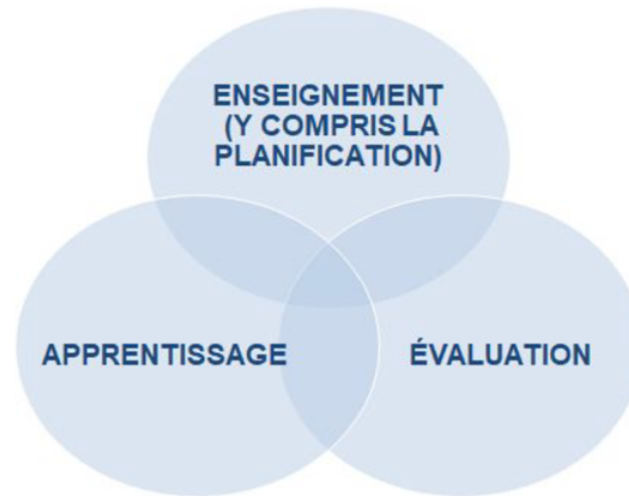 ENSEIGNEMENT
(Y COMPRIS LA
PLANIFICATION)
APPRENTISSAGE
ÉVALUATION